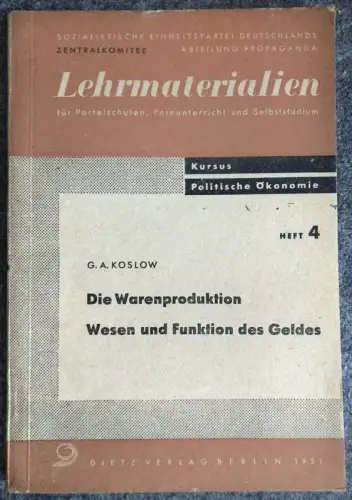 SOZIALISTISCHE EINHEITSPARTEI DEUTSCHLANDS
ZENTRALKOMITEE ABTEILUNG PROPAGANDA
Lehrmaterialien
für Parteischulen, Fernunterricht und Selbststudium
Kursus
Politische Ökonomie
HEFT 4
G. A. KOSLOW
Die Warenproduktion
Wesen und Funktion des Geldes
DIETZ VERLAG BERLIN 1951